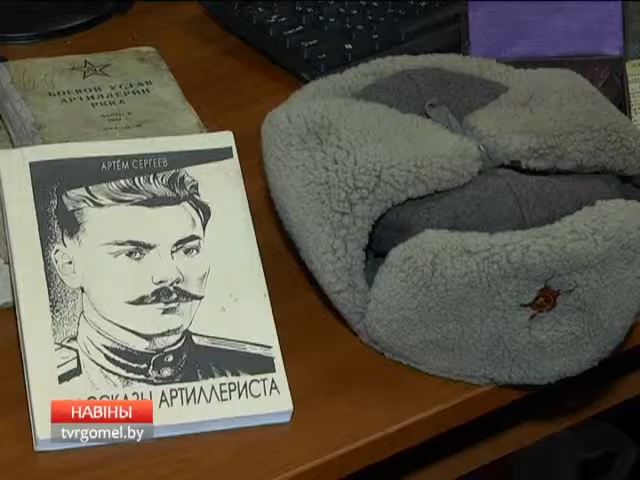 БОЕВОЙ УСТАВ
АРТИЛЛЕРИИ
РККА
АРТЁМ СЕРГЕЕВ
АРТИЛЛЕРИСТА
НАВІНЫ
tvrgomel.by